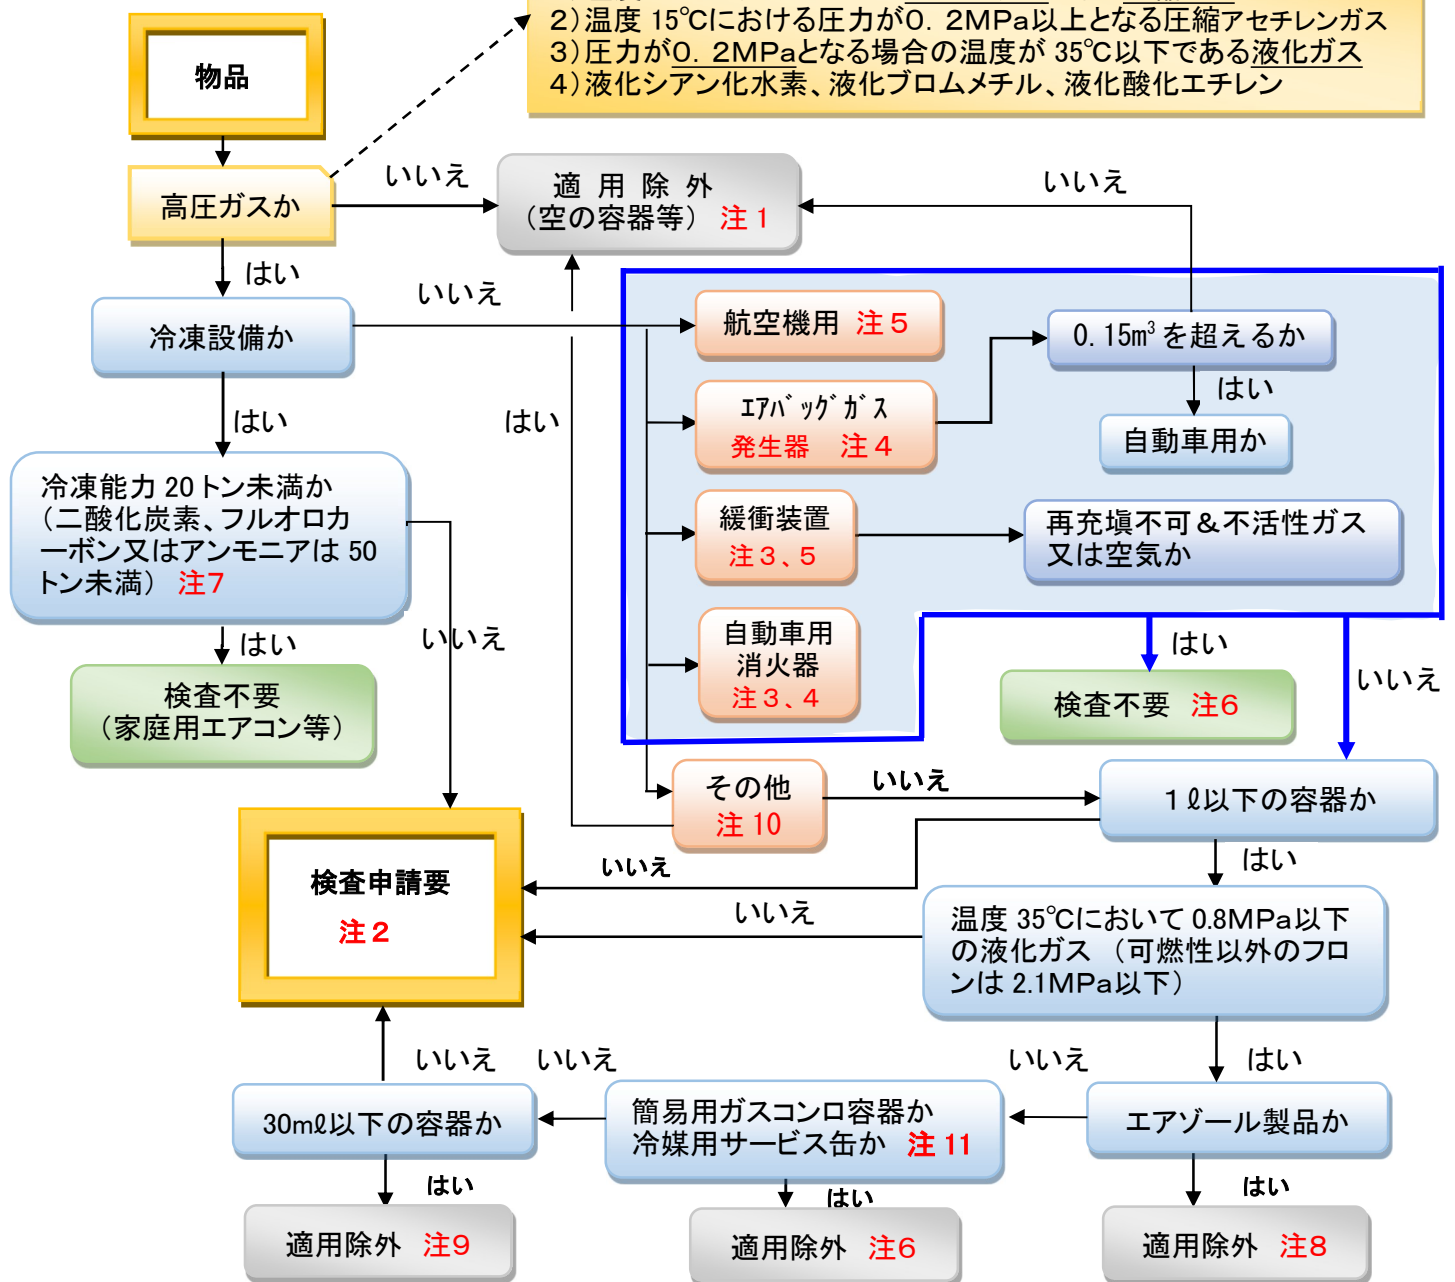 2）温度 15℃における圧力が0．2MPa以上となる圧縮アセチレンガス
3）圧力が0．2MPaとなる場合の温度が 35℃以下である液化ガス
4）液化シアン化水素、液化ブロムメチル、液化酸化エチレン
物品
高圧ガスか
いいえ
適 用 除 外
（空の容器等） 注１
いいえ
はい
冷凍設備か
いいえ
航空機用 注５
0.15m³を超えるか
はい
エアバッグガス
発生器 注４
自動車用か
はい
はい
冷凍能力 20 トン未満か
（二酸化炭素、フルオロカ
ーボン又はアンモニアは 50
トン未満） 注7
緩衝装置
注３、５
再充填不可＆不活性ガス
又は空気か
はい
いいえ
自動車用
消火器
注３、４
はい
いいえ
検査不要
（家庭用エアコン等）
検査不要 注6
その他
注 10
いいえ
１ℓ以下の容器か
はい
いいえ
検査申請要
注２
いいえ
温度 35℃において 0.8MPa以下
の液化ガス （可燃性以外のフロ
ンは 2.1MPa以下）
いいえ
いいえ
いいえ
はい
30mℓ以下の容器か
簡易用ガスコンロ容器か
冷媒用サービス缶か 注 11
エアゾール製品か
はい
はい
はい
適用除外 注9
適用除外 注6
適用除外 注8